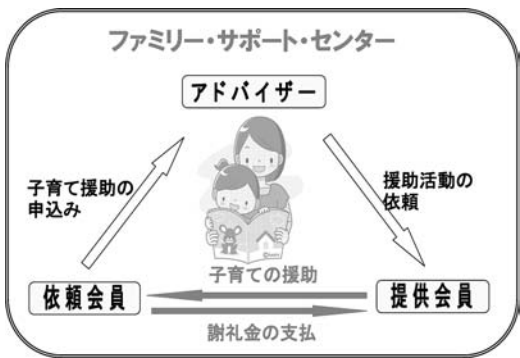 ファミリー・サポート・センター
アドバイザー
子育て援助の
申込み
援助活動の
依頼
子育ての援助
依頼会員
提供会員
謝礼金の支払